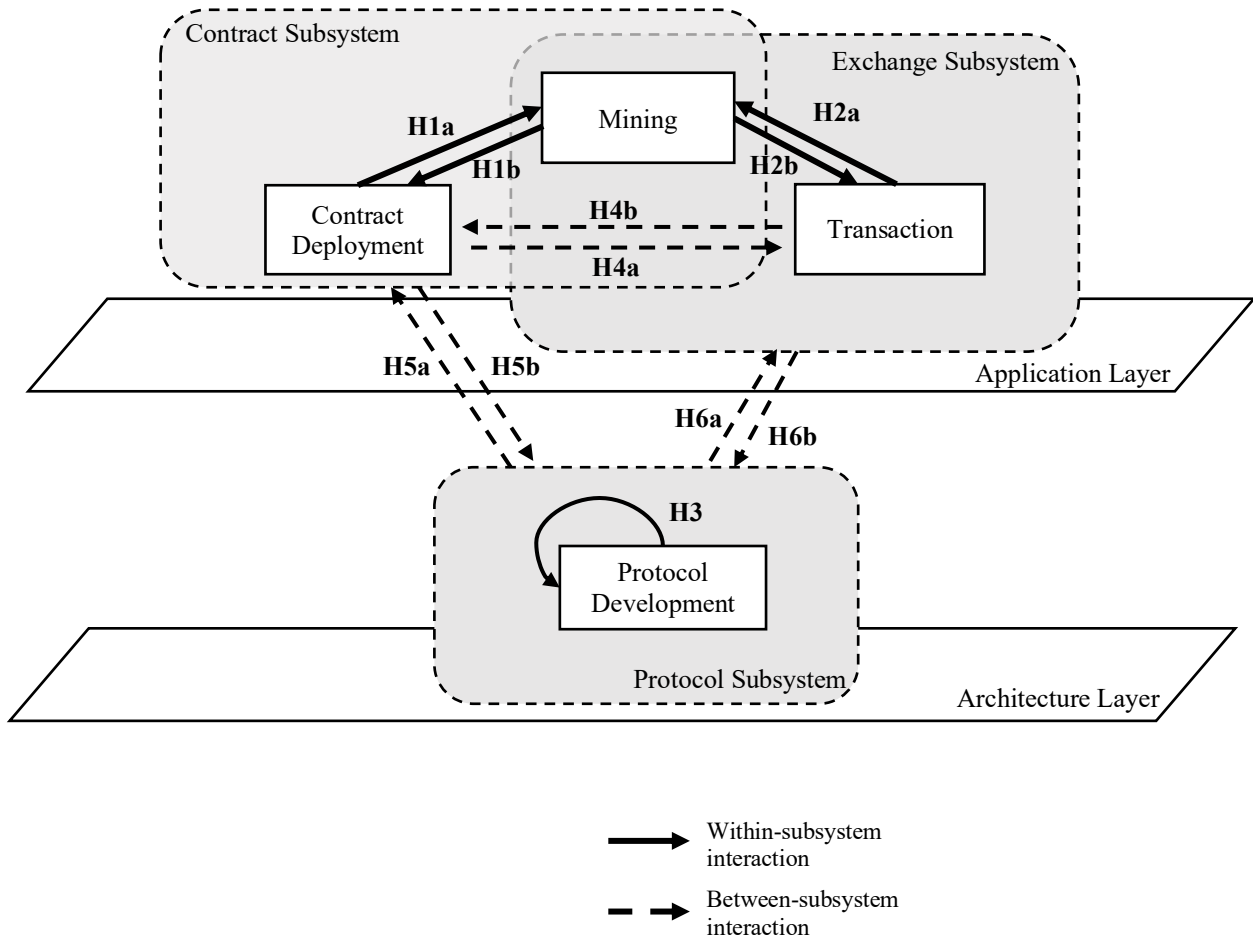 Contract Subsystem
Exchange Subsystem
Mining
H1a
H2a
H1b
H2b
Contract
Deployment
H4b
Transaction
H4a
H5a
H5b
Application Layer
H6a
H6b
H3
Protocol
Development
Protocol Subsystem
Architecture Layer
Within-subsystem
interaction
Between-subsystem
interaction